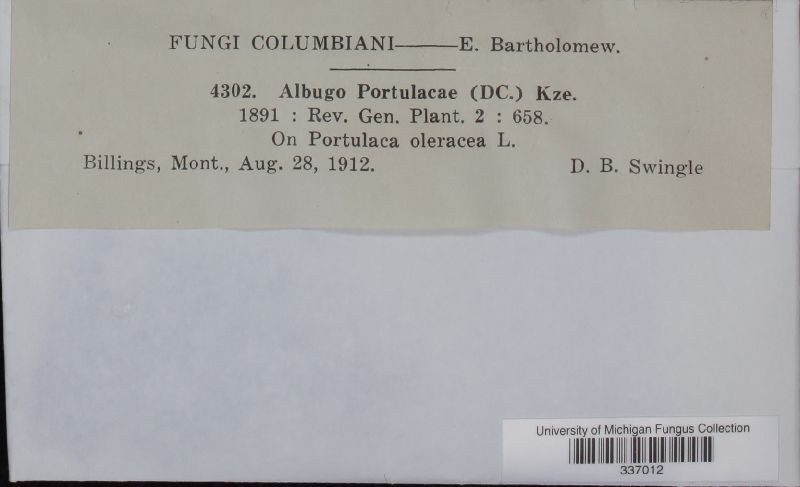 FUNGI COLUMBIANI——E. Bartholomew.
4302. Albugo Portulacae (DC.) Kze.
1891 : Rev. Gen. Plant. 2 : 658.
On Portulaca oleracea L.
Billings, Mont., Aug. 28, 1912. D. B. Swingle
University of Michigan Fungus Collection
337012